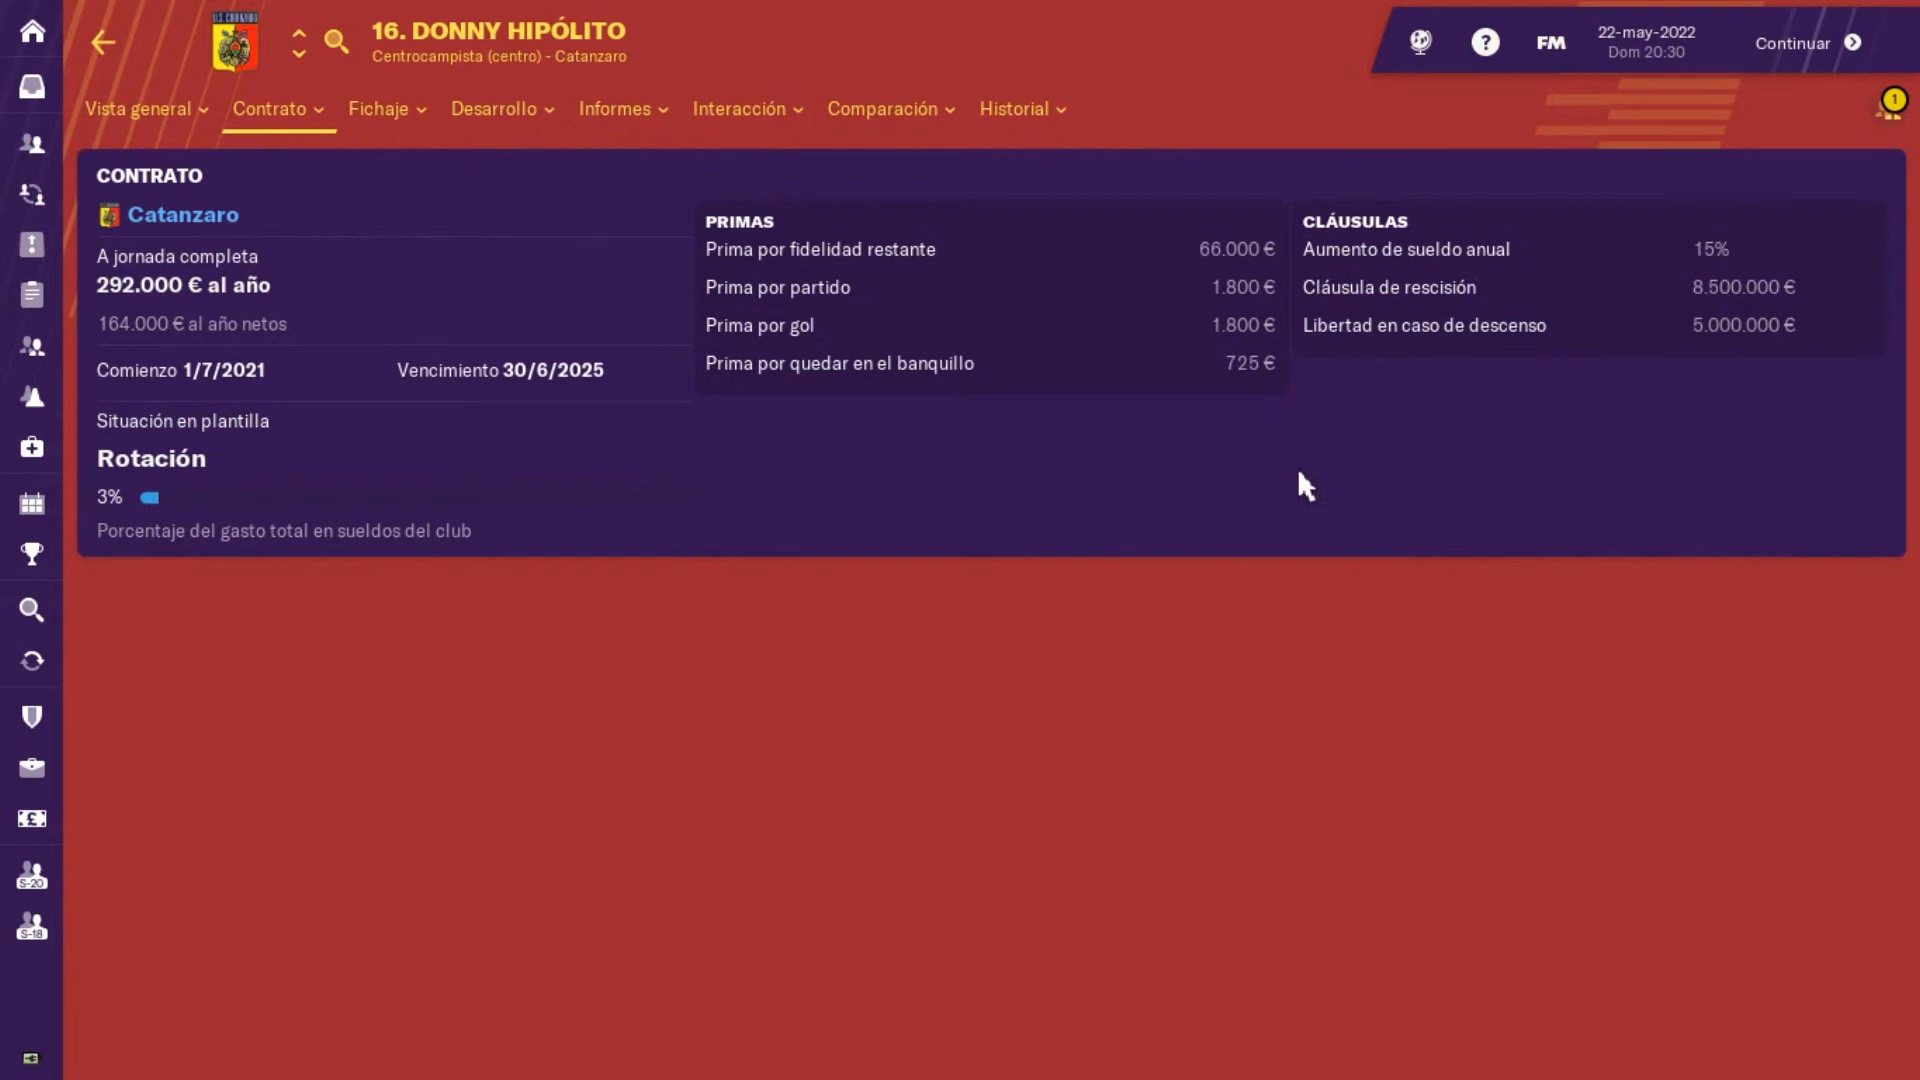 16. DONNY HIPÓLITO
Centrocampista (centro) - Catanzaro
?
FM
22-may-2022
Dom 20:30
Continuar
Vista general
Contrato
Fichaje
Desarrollo
Informes
Interacción
Comparación
Historial
1
CONTRATO
Catanzaro
A jornada completa
292.000 € al año
164.000 € al año netos
Comienzo 1/7/2021
Vencimiento 30/6/2025
Situación en plantilla
Rotación
3%
Porcentaje del gasto total en sueldos del club
PRIMAS
Prima por fidelidad restante 66.000 €
Prima por partido 1.800 €
Prima por gol 1.800 €
Prima por quedar en el banquillo 725 €
CLÁUSULAS
Aumento de sueldo anual 15%
Cláusula de rescisión 8.500.000 €
Libertad en caso de descenso 5.000.000 €
£
S-20
S-18